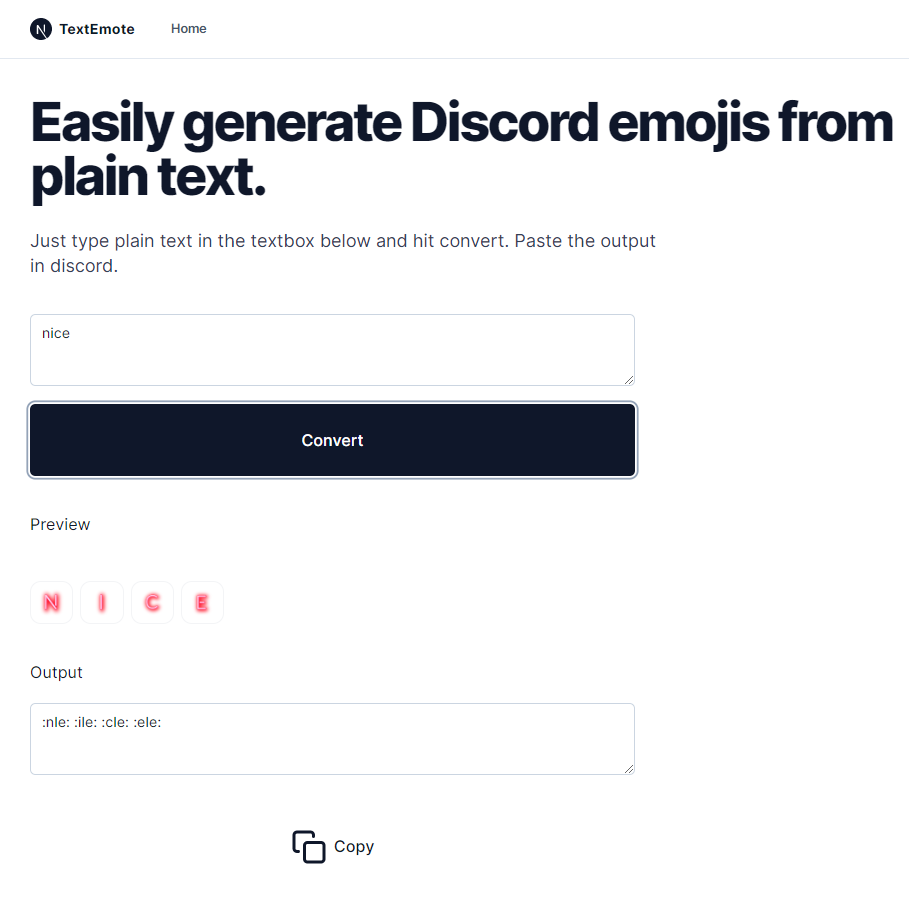 N TextEmote Home
Easily generate Discord emojis from
plain text.
Just type plain text in the textbox below and hit convert. Paste the output
in discord.
nice
Convert
Preview
N I C E
Output
:nle: :ile: :cle: :ele:
Copy